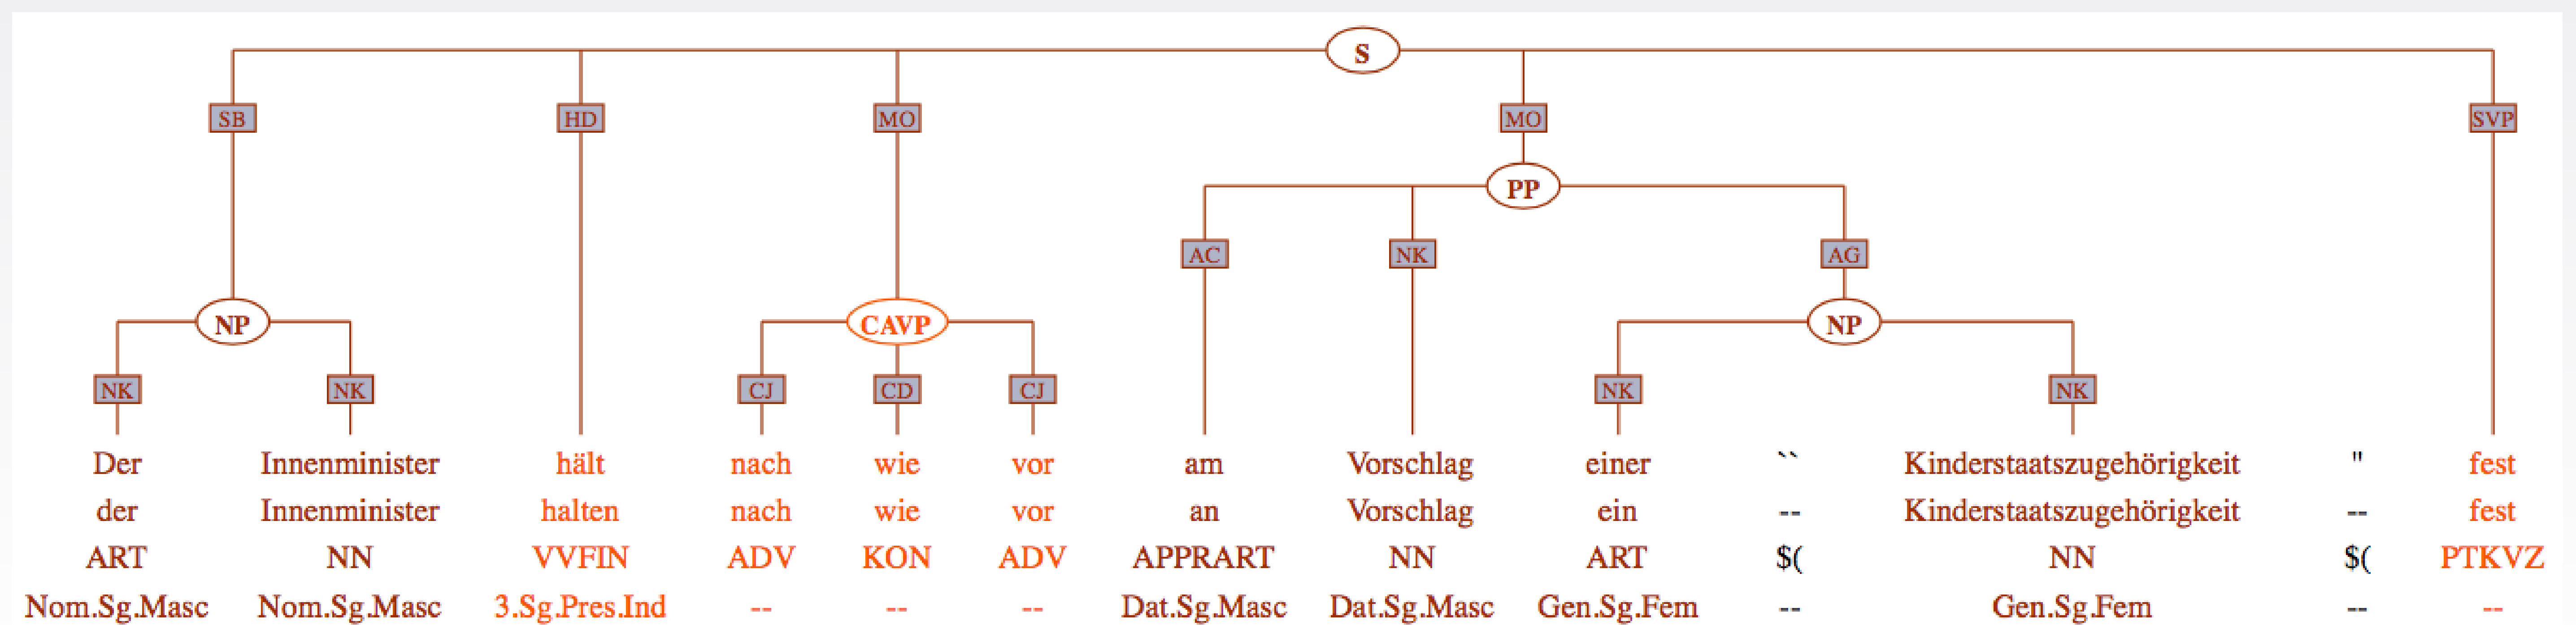 S
SB HD MO MO SVP
PP
AC NK AG
NP CAVP NP
NK NK CJ CD CJ NK NK
Der Innenminister hält nach wie vor am Vorschlag einer `` Kinderstaatszugehörigkeit " fest
der Innenminister halten nach wie vor an Vorschlag ein -- Kinderstaatszugehörigkeit -- fest
ART NN VVFIN ADV KON ADV APPRART NN ART $( NN $( PTKVZ
Nom.Sg.Masc Nom.Sg.Masc 3.Sg.Pres.Ind -- -- -- Dat.Sg.Masc Dat.Sg.Masc Gen.Sg.Fem -- Gen.Sg.Fem -- --